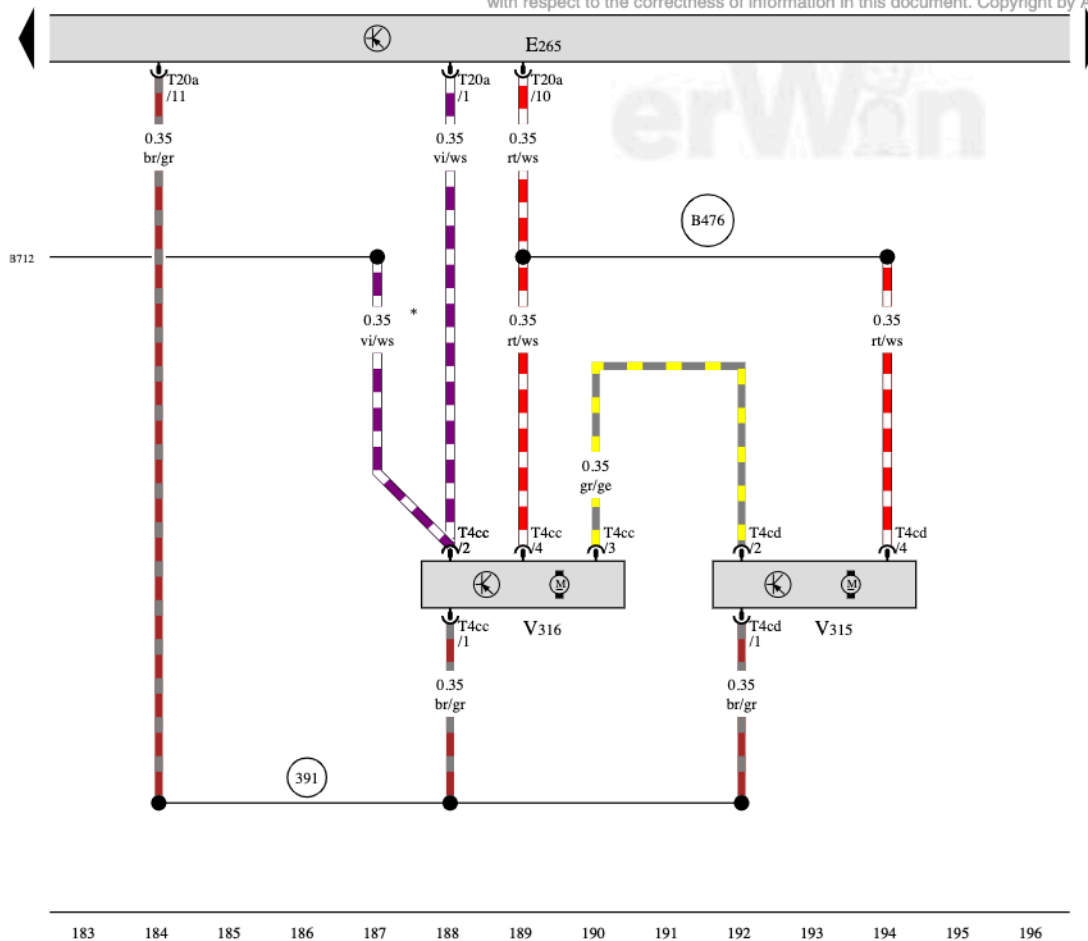 with respect to the correctness of information in this document. Copyright by A
E265
T20a
/11
T20a
/1
T20a
/10
erWin
0.35
br/gr
0.35
vi/ws
0.35
rt/ws
B476
B712
0.35
vi/ws
*
0.35
rt/ws
0.35
rt/ws
0.35
gr/ge
T4cc
/2
T4cc
/4
T4cc
/3
T4cd
/2
T4cd
/4
M
M
T4cc
/1
V316
T4cd
/1
V315
0.35
br/gr
0.35
br/gr
391
183 184 185 186 187 188 189 190 191 192 193 194 195 196